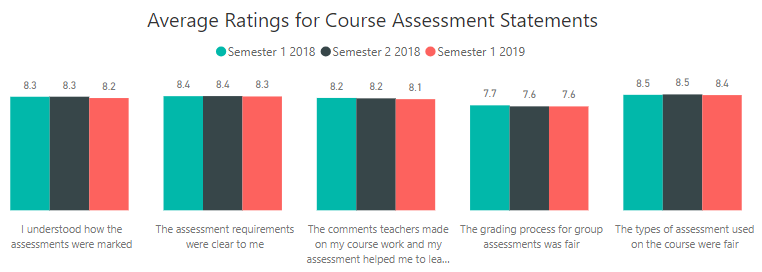 Average Ratings for Course Assessment Statements
Semester 1 2018 Semester 2 2018 Semester 1 2019
8.3 8.3 8.2
8.4 8.4 8.3
8.2 8.2 8.1
7.7 7.6 7.6
8.5 8.5 8.4
I understood how the
assessments were marked
The assessment requirements
were clear to me
The comments teachers made
on my course work and my
assessment helped me to lea...
The grading process for group
assessments was fair
The types of assessment used
on the course were fair